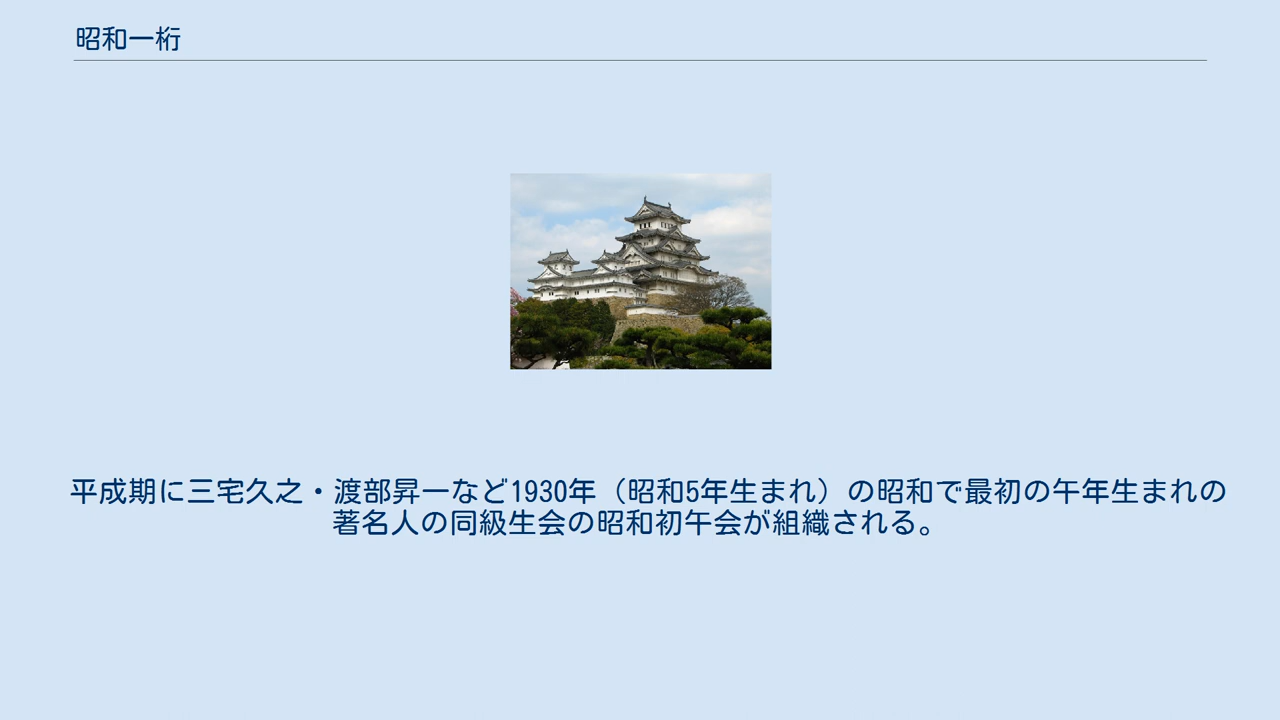 昭和一桁
平成期に三宅久之・渡部昇一など1930年（昭和5年生まれ）の昭和で最初の午年生まれの
著名人の同級生会の昭和初午会が組織される。